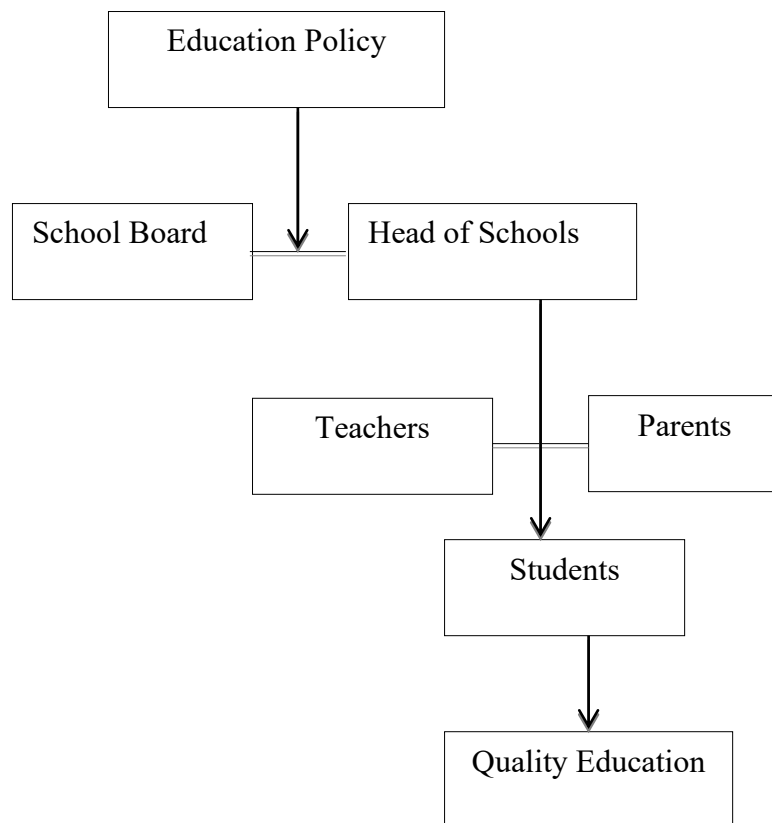 Education Policy
School Board
Head of Schools
Teachers
Parents
Students
Quality Education